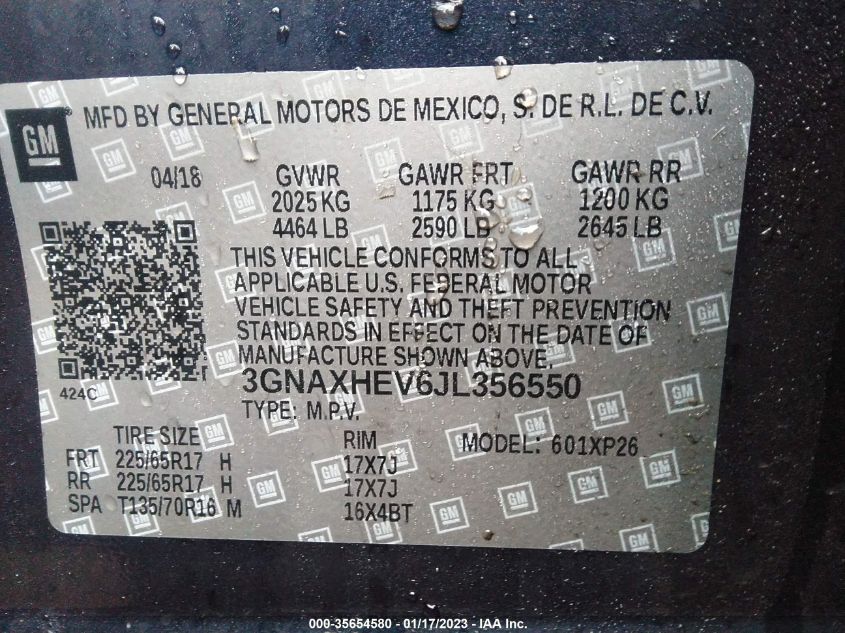 GM
MFD BY GENERAL MOTORS DE MEXICO, S. DE R.L. DE C.V.
04/18 GVWR GAWR FRT GAWR RR
2025 KG 1175 KG 1200 KG
4464 LB 2590 LB 2645 LB
THIS VEHICLE CONFORMS TO ALL
APPLICABLE U.S. FEDERAL MOTOR
VEHICLE SAFETY AND THEFT PREVENTION
STANDARDS IN EFFECT ON THE DATE OF
MANUFACTURE SHOWN ABOVE.
424C 3GNAXHEV6JL356550
TYPE: M.P.V.
TIRE SIZE RIM MODEL: 601XP26
FRT 225/65R17 H 17X7J
RR 225/65R17 H 17X7J
SPA T135/70R16 M 16X4BT
000-35654580 - 01/17/2023 - IAA Inc.